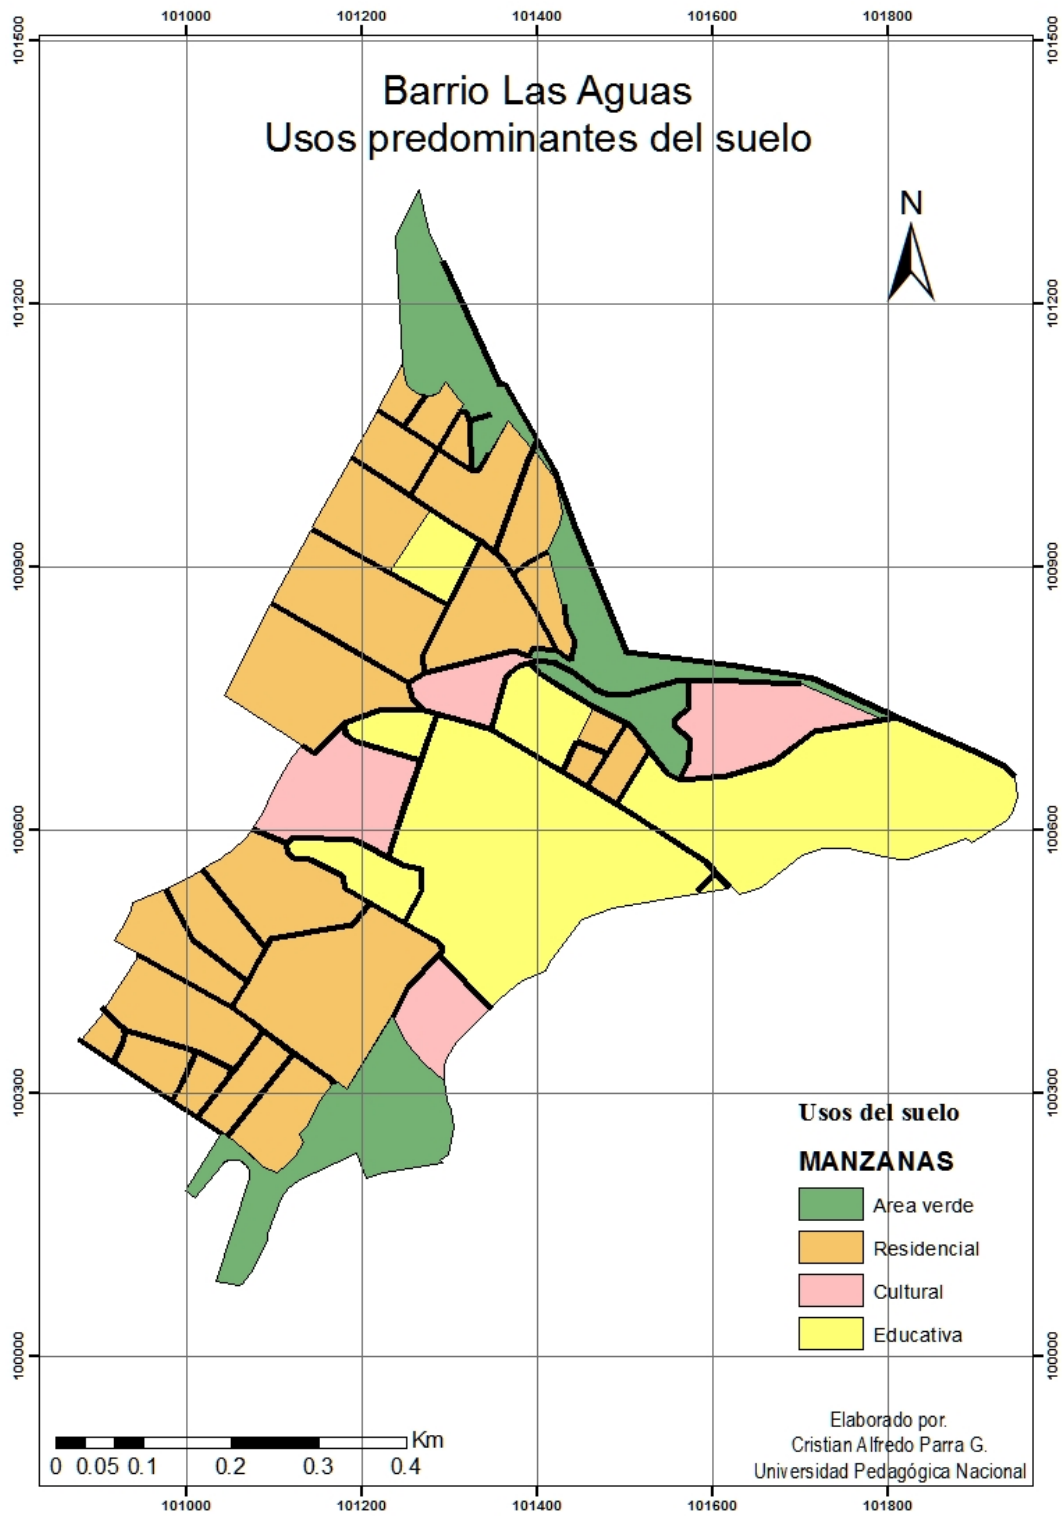 101000 101200 101400 101600 101800
101500 101500
Barrio Las Aguas
Usos predominantes del suelo
N
101200 101200
100900 100900
100600 100600
100300 100300
Usos del suelo
MANZANAS
Area verde
Residencial
Cultural
Educativa
100000 100000
Elaborado por.
Cristian Alfredo Parra G.
Universidad Pedagógica Nacional
Km
0 0.05 0.1 0.2 0.3 0.4
101000 101200 101400 101600 101800